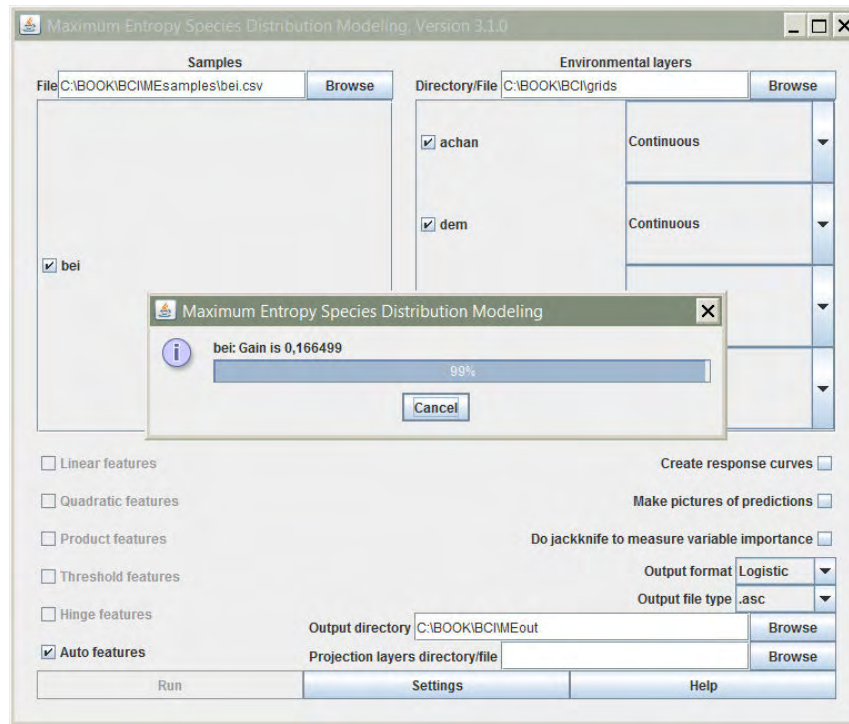 Maximum Entropy Species Distribution Modeling, Version 3.1.0
Samples
Environmental layers
File C:\BOOK\BCI\MEsamples\bei.csv Browse
Directory/File C:\BOOK\BCI\grids Browse
achan Continuous
dem Continuous
bei
Maximum Entropy Species Distribution Modeling
bei: Gain is 0,166499
99%
Cancel
Linear features
Create response curves
Quadratic features
Make pictures of predictions
Product features
Do jackknife to measure variable importance
Threshold features
Output format Logistic
Output file type .asc
Hinge features
Output directory C:\BOOK\BCI\MEout Browse
Auto features
Projection layers directory/file Browse
Run Settings Help